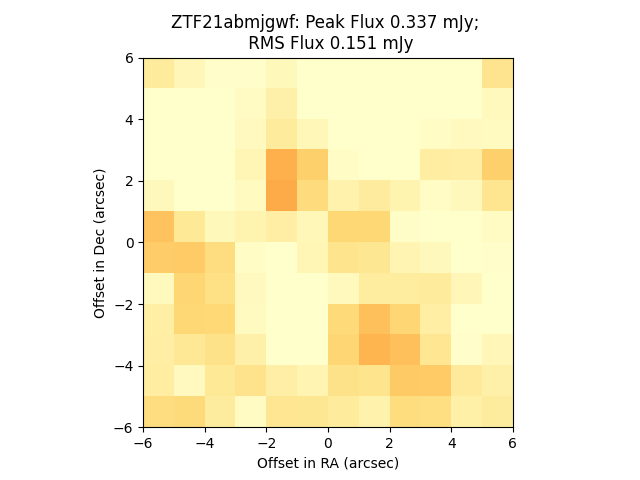 ZTF21abmjgwf: Peak Flux 0.337 mJy;
RMS Flux 0.151 mJy
6
4
2
0
−2
−4
−6
Offset in Dec (arcsec)
−6 −4 −2 0 2 4 6
Offset in RA (arcsec)